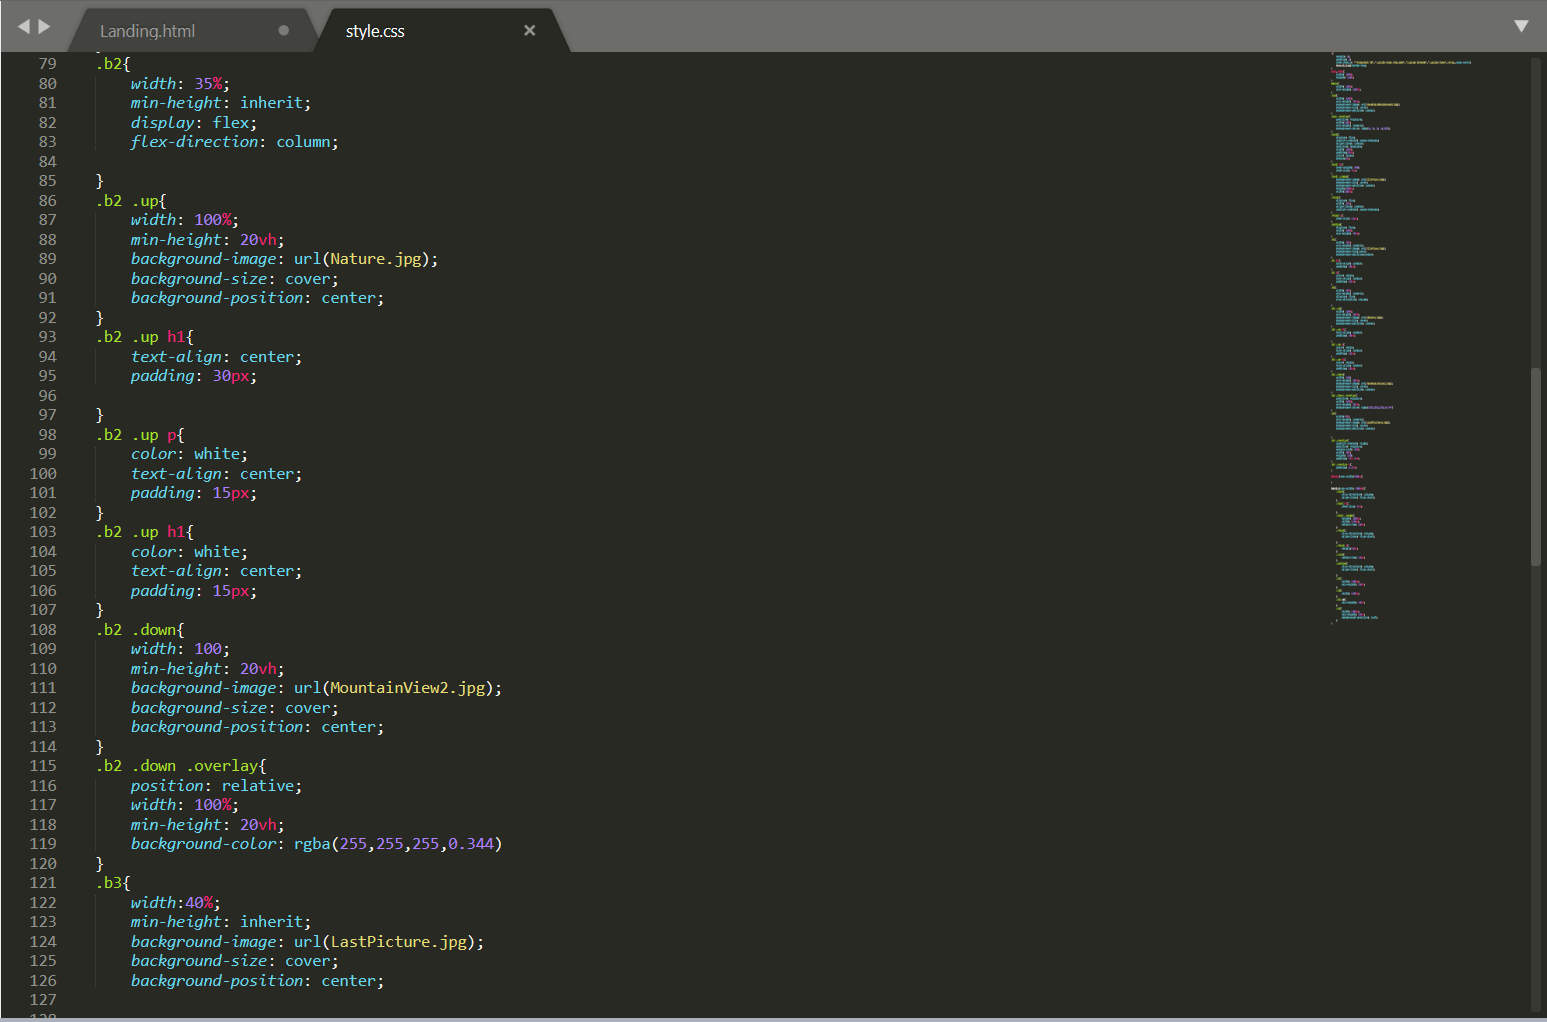 Landing.html
style.css
79 .b2{
80 width: 35%;
81 min-height: inherit;
82 display: flex;
83 flex-direction: column;
84
85 }
86 .b2 .up{
87 width: 100%;
88 min-height: 20vh;
89 background-image: url(Nature.jpg);
90 background-size: cover;
91 background-position: center;
92 }
93 .b2 .up h1{
94 text-align: center;
95 padding: 30px;
96
97 }
98 .b2 .up p{
99 color: white;
100 text-align: center;
101 padding: 15px;
102 }
103 .b2 .up h1{
104 color: white;
105 text-align: center;
106 padding: 15px;
107 }
108 .b2 .down{
109 width: 100;
110 min-height: 20vh;
111 background-image: url(MountainView2.jpg);
112 background-size: cover;
113 background-position: center;
114 }
115 .b2 .down .overlay{
116 position: relative;
117 width: 100%;
118 min-height: 20vh;
119 background-color: rgba(255,255,255,0.344)
120 }
121 .b3{
122 width:40%;
123 min-height: inherit;
124 background-image: url(LastPicture.jpg);
125 background-size: cover;
126 background-position: center;
127